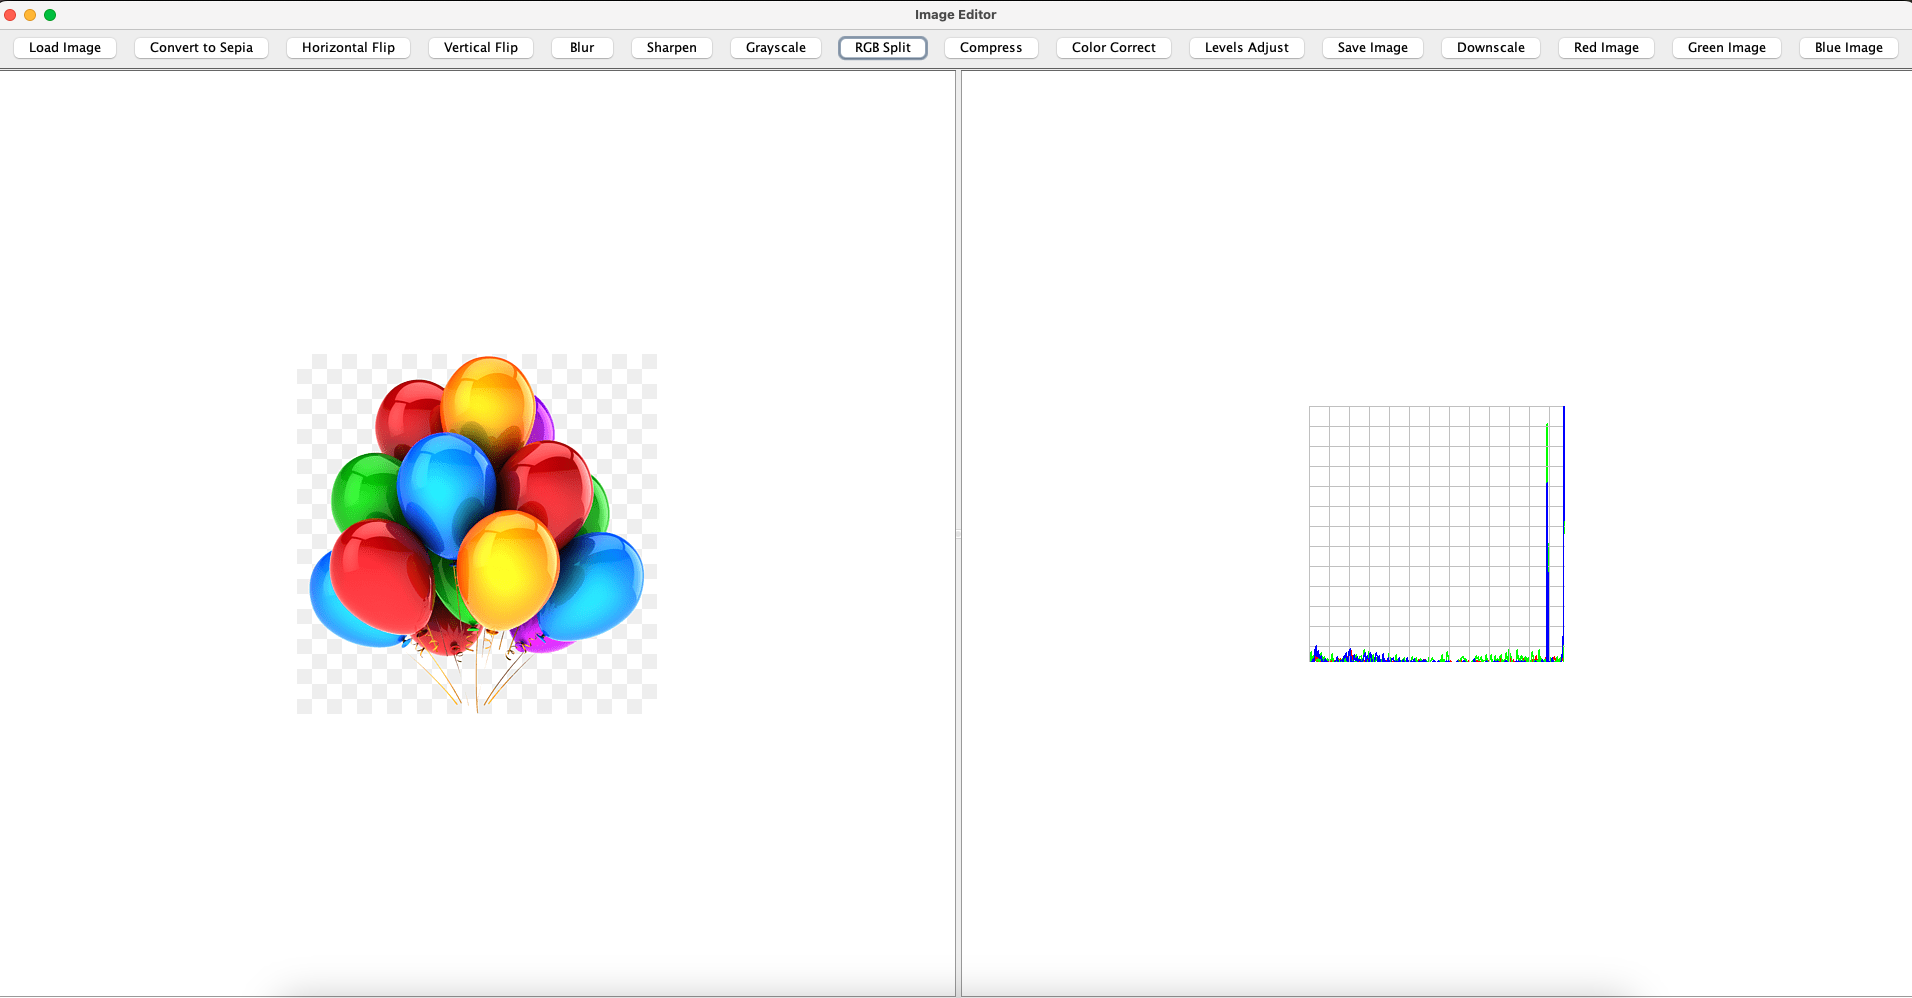 Image Editor
Load Image Convert to Sepia Horizontal Flip Vertical Flip Blur Sharpen Grayscale RGB Split Compress Color Correct Levels Adjust Save Image Downscale Red Image Green Image Blue Image